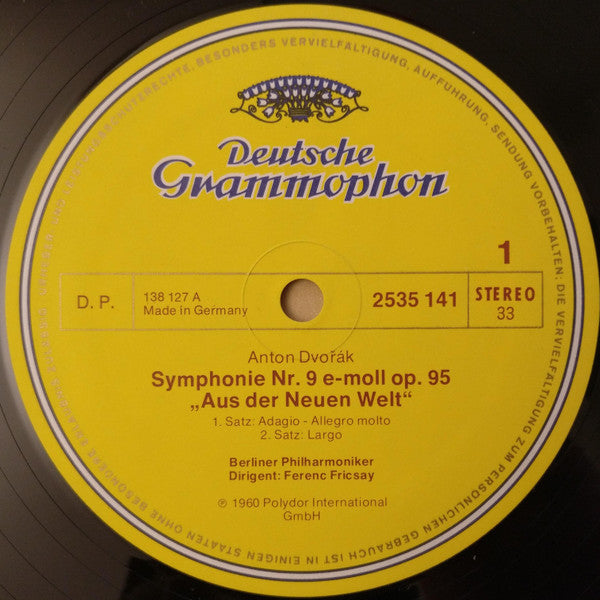 Deutsche
Grammophon
1
D. P.
138 127 A
Made in Germany
2535 141
STEREO
33
Anton Dvořák
Symphonie Nr. 9 e-moll op. 95
„Aus der Neuen Welt“
1. Satz: Adagio - Allegro molto
2. Satz: Largo
Berliner Philharmoniker
Dirigent: Ferenc Fricsay
℗ 1960 Polydor International
GmbH
BESONDERS VERVIELFÄLTIGUNG, AUFFÜHRUNG, SENDUNG VORBEHALTEN; DIE VERVIELFÄLTIGUNG ZUM PERSÖNLICHEN GEBRAUCH IST IN EINIGEN STAATEN OHNE